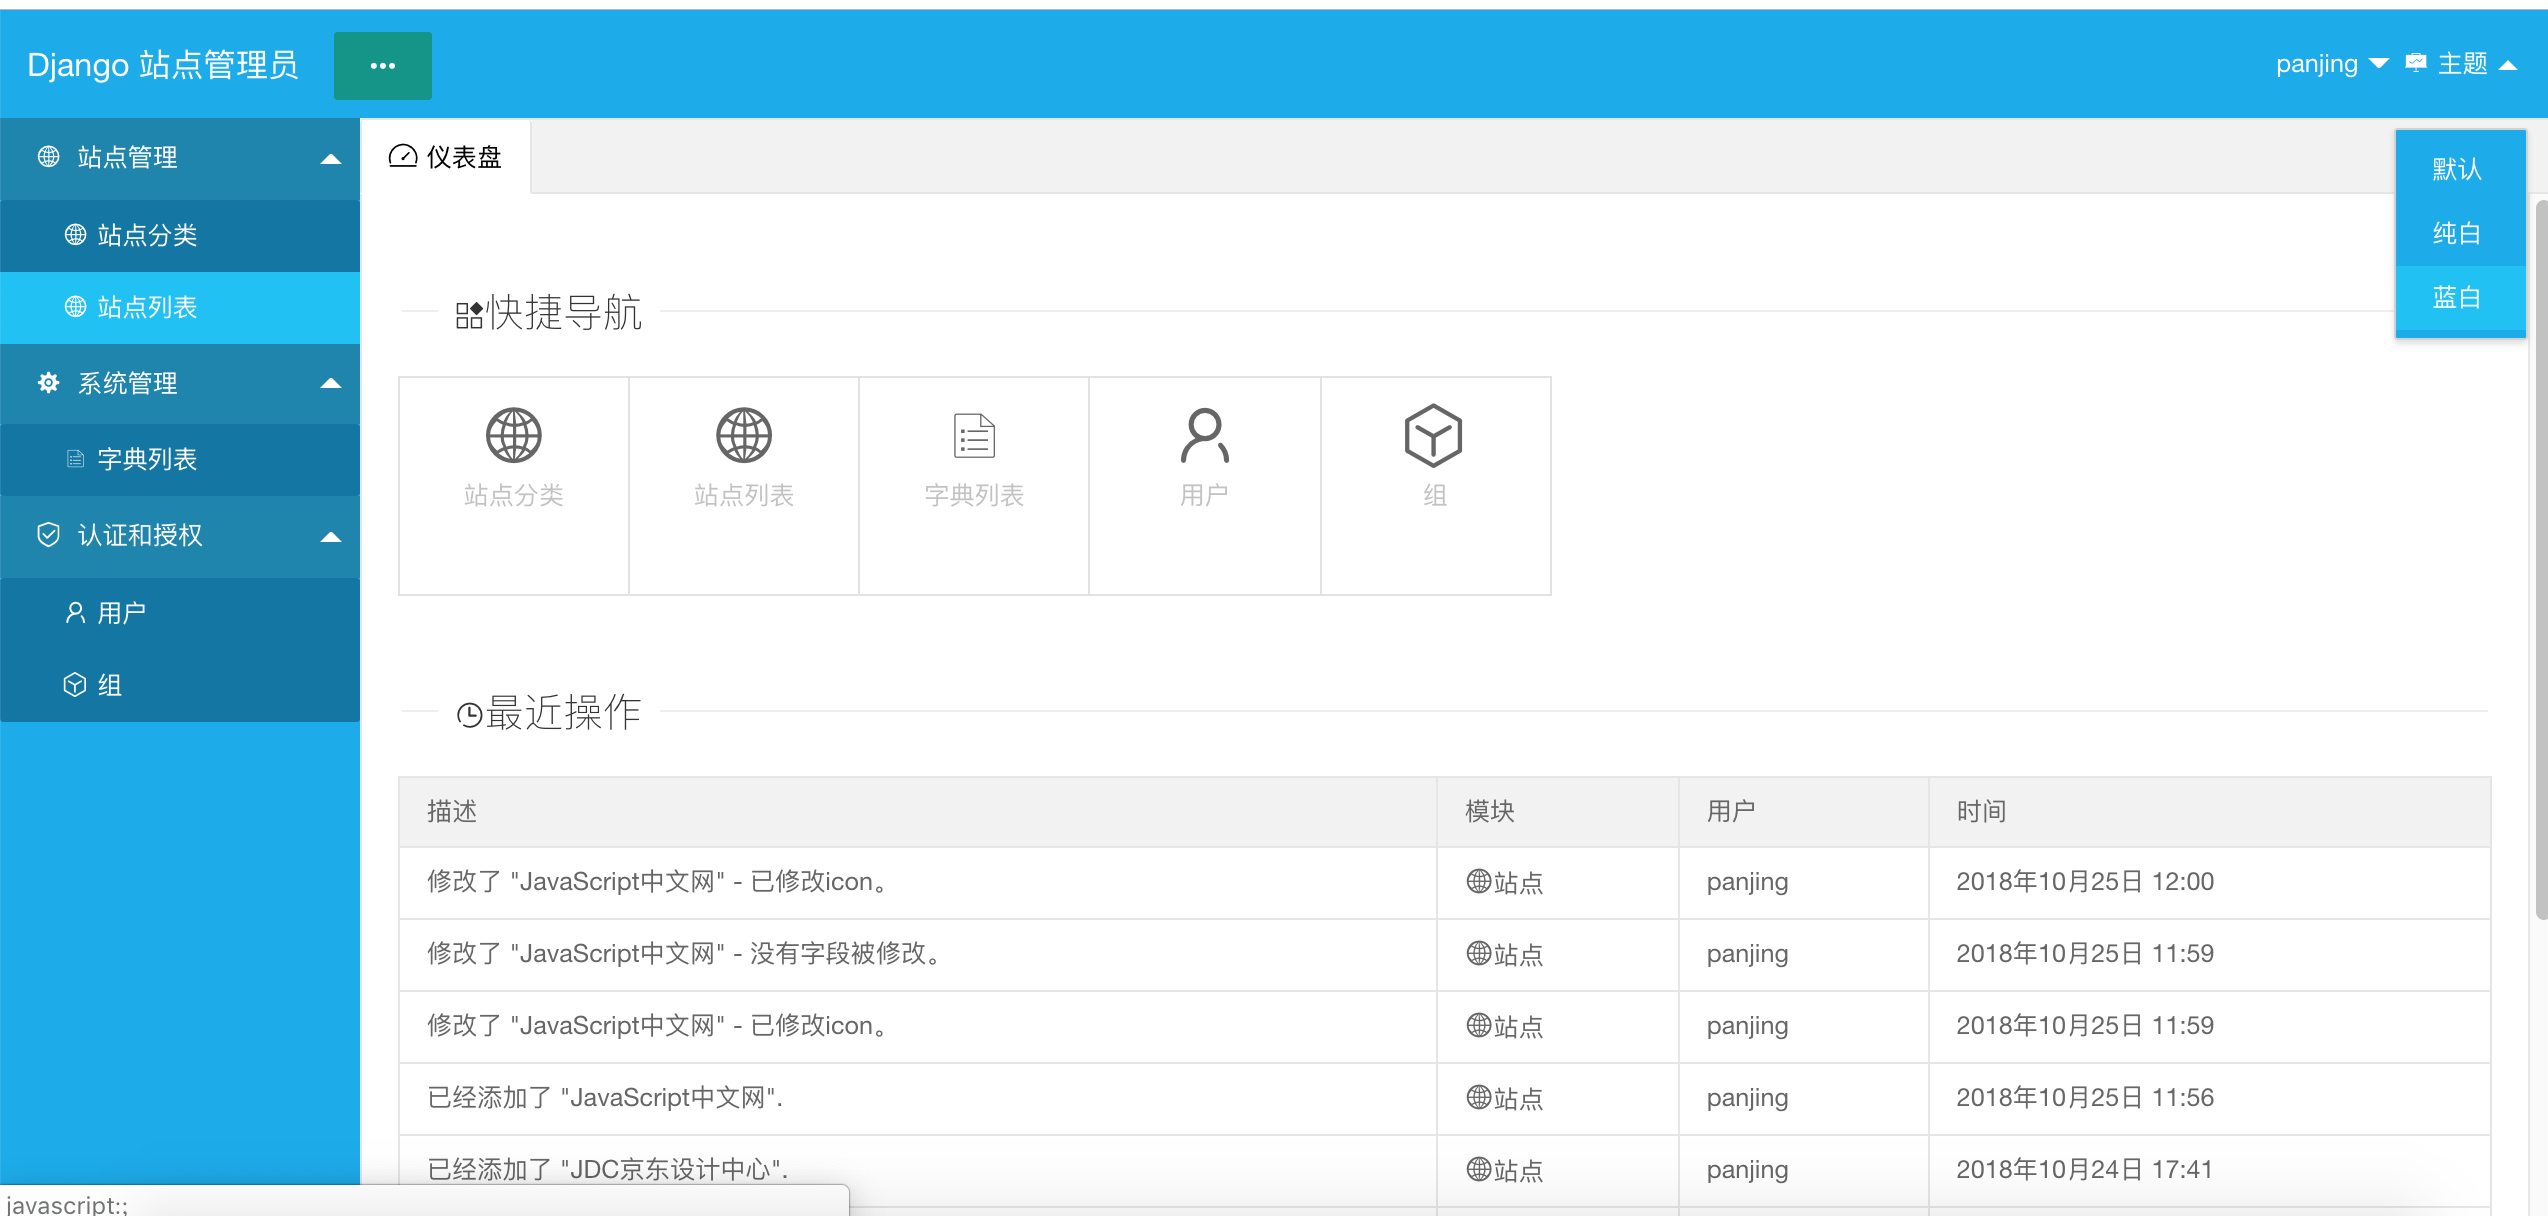 Django 站点管理员
panjing 主题
站点管理
站点分类
站点列表
系统管理
字典列表
认证和授权
用户
组
仪表盘
默认
纯白
蓝白
快捷导航
站点分类 站点列表 字典列表 用户 组
最近操作
描述 模块 用户 时间
修改了 "JavaScript中文网" - 已修改icon。 站点 panjing 2018年10月25日 12:00
修改了 "JavaScript中文网" - 没有字段被修改。 站点 panjing 2018年10月25日 11:59
修改了 "JavaScript中文网" - 已修改icon。 站点 panjing 2018年10月25日 11:59
已经添加了 "JavaScript中文网". 站点 panjing 2018年10月25日 11:56
已经添加了 "JDC京东设计中心". 站点 panjing 2018年10月24日 17:41
javascript:;